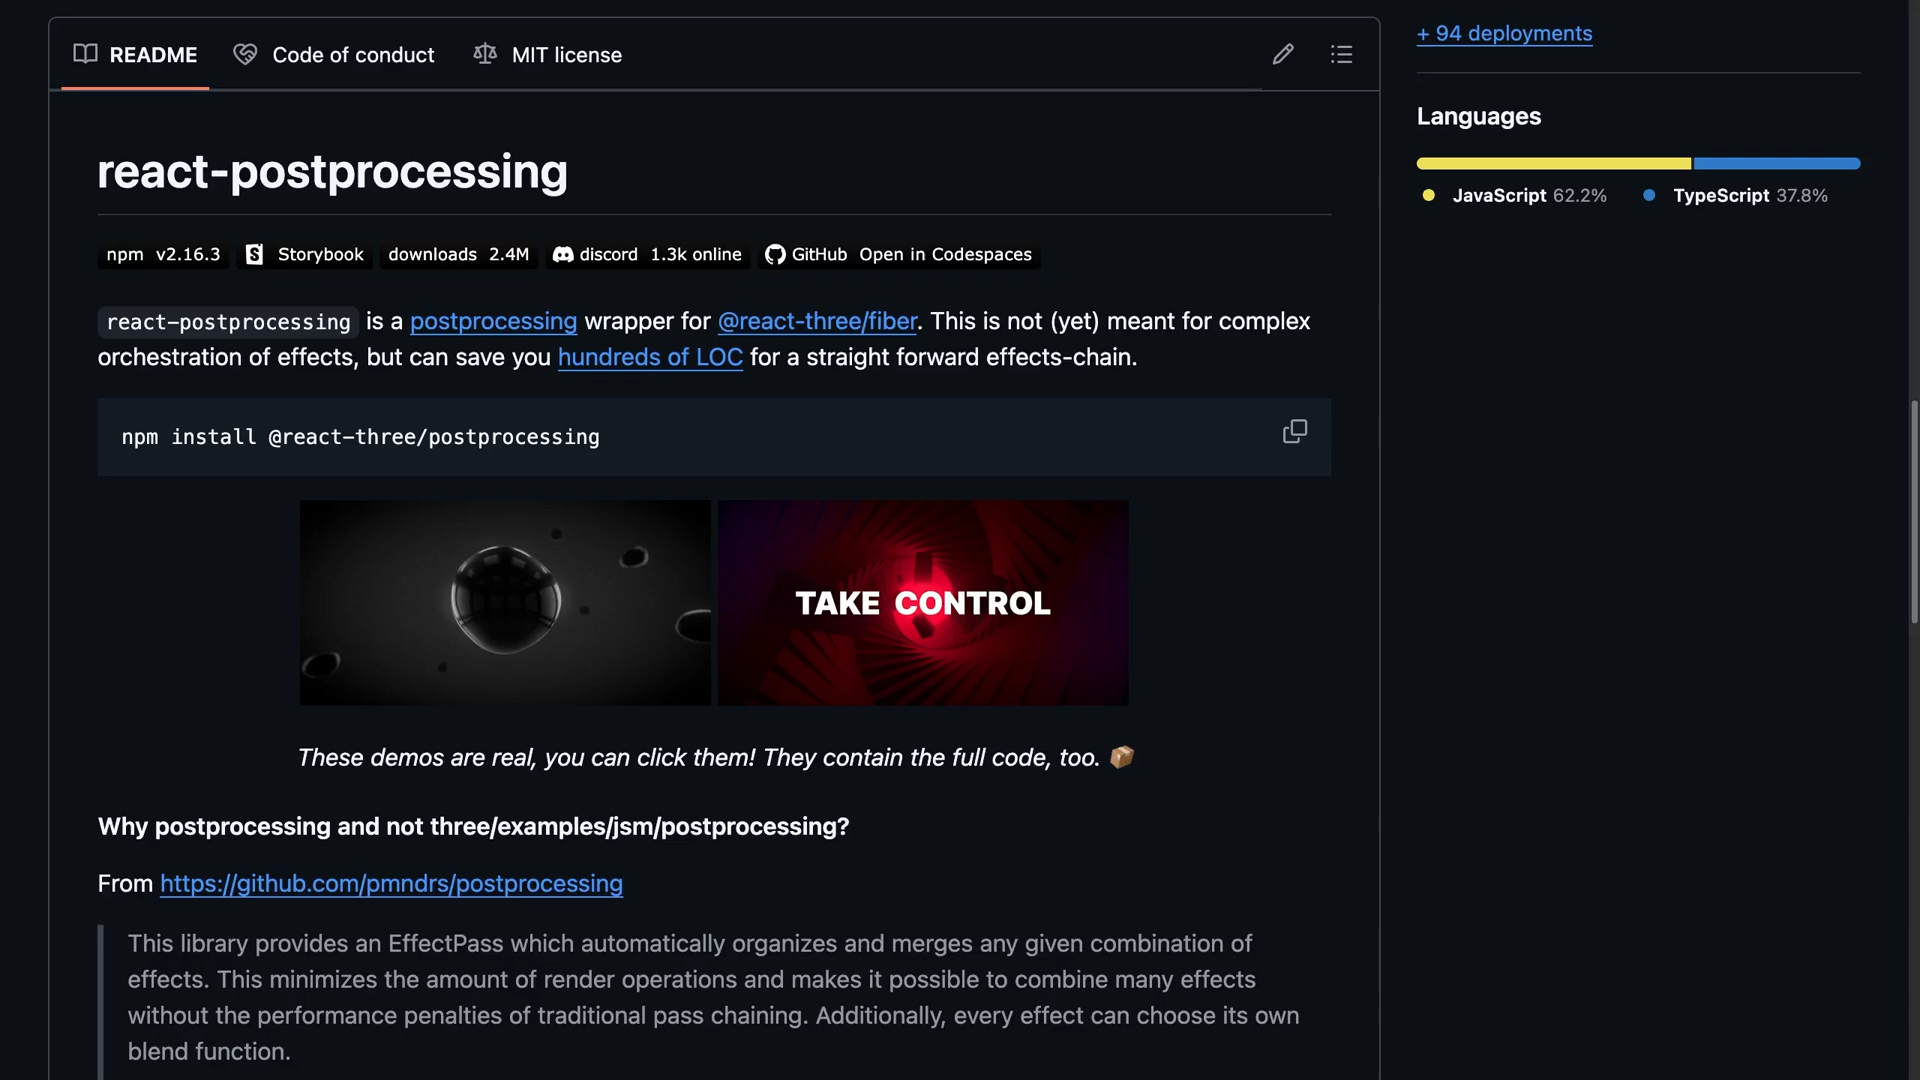 README Code of conduct MIT license
react-postprocessing
npm v2.16.3 Storybook downloads 2.4M discord 1.3k online GitHub Open in Codespaces
react-postprocessing is a postprocessing wrapper for @react-three/fiber. This is not (yet) meant for complex
orchestration of effects, but can save you hundreds of LOC for a straight forward effects-chain.
npm install @react-three/postprocessing
TAKE CONTROL
These demos are real, you can click them! They contain the full code, too. 📦
Why postprocessing and not three/examples/jsm/postprocessing?
From https://github.com/pmndrs/postprocessing
This library provides an EffectPass which automatically organizes and merges any given combination of
effects. This minimizes the amount of render operations and makes it possible to combine many effects
without the performance penalties of traditional pass chaining. Additionally, every effect can choose its own
blend function.
+ 94 deployments
Languages
JavaScript 62.2% TypeScript 37.8%